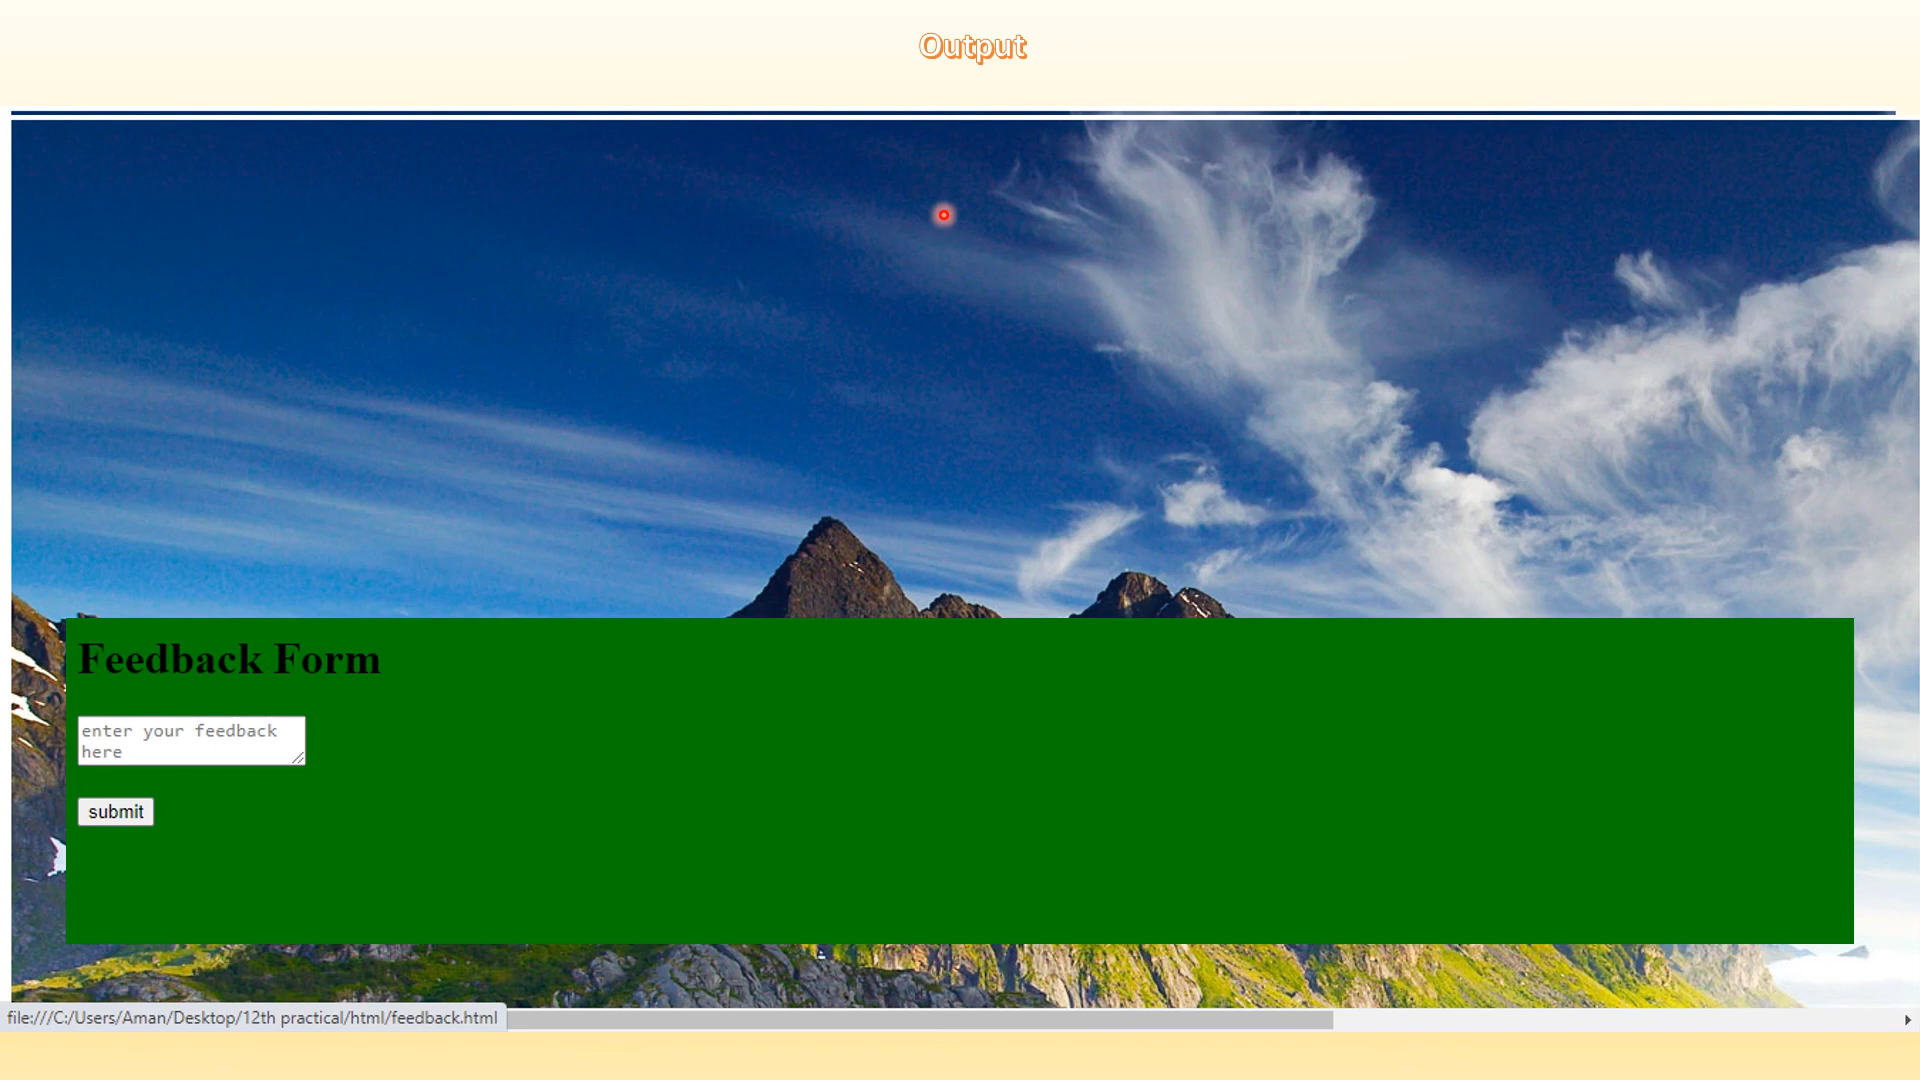 Output
Feedback Form
enter your feedback
here
submit
file:///C:/Users/Aman/Desktop/12th practical/html/feedback.html